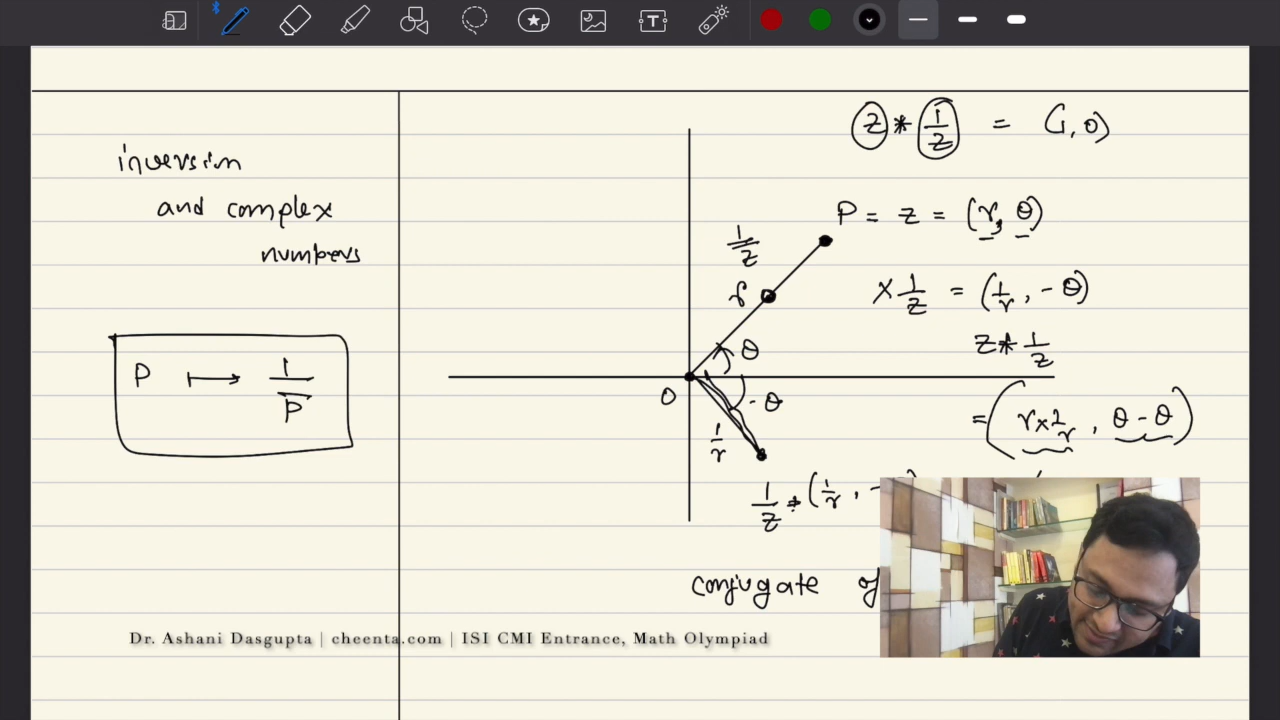 inversion
and complex
numbers
P ↦ 1/P̅
z * 1/z = (1, 0)
P = z = (r, θ)
1/z
r
× 1/z = (1/r, -θ)
z * 1/z
θ
O
-θ
= (r × 1/r, θ - θ)
1/r
1/z = (1/r, -
conjugate of
Dr. Ashani Dasgupta | cheenta.com | ISI CMI Entrance, Math Olympiad